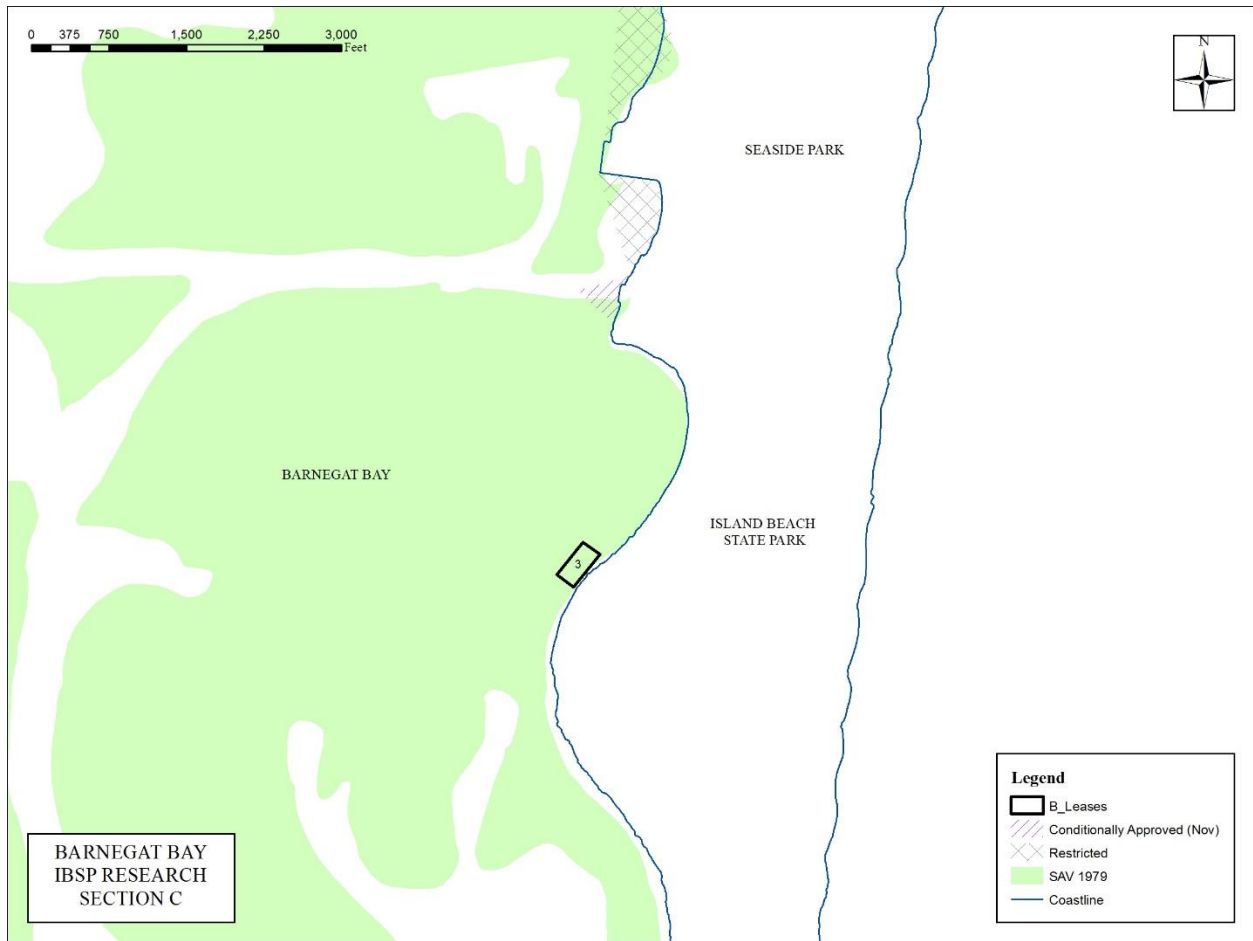 0 375 750 1,500 2,250 3,000
Feet
N
SEASIDE PARK
BARNEGAT BAY
ISLAND BEACH
STATE PARK
3
Legend
B_Leases
Conditionally Approved (Nov)
Restricted
SAV 1979
Coastline
BARNEGAT BAY
IBSP RESEARCH
SECTION C